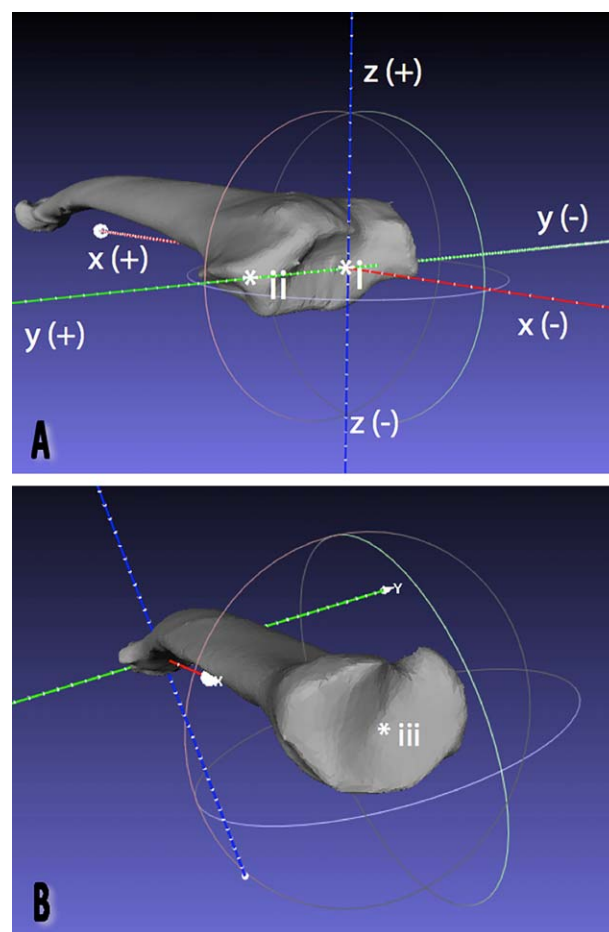 z (+)
y (-)
x (+)
* ii
* i
y (+)
x (-)
z (-)
A
Y
X
* iii
B